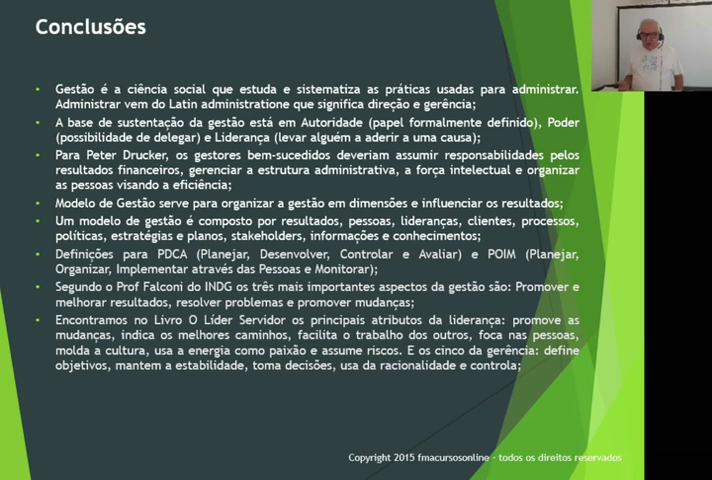 Conclusões
• Gestão é a ciência social que estuda e sistematiza as práticas usadas para administrar.
Administrar vem do Latin administratione que significa direção e gerência;
• A base de sustentação da gestão está em Autoridade (papel formalmente definido), Poder
(possibilidade de delegar) e Liderança (levar alguém a aderir a uma causa);
• Para Peter Drucker, os gestores bem-sucedidos deveriam assumir responsabilidades pelos
resultados financeiros, gerenciar a estrutura administrativa, a força intelectual e organizar
as pessoas visando a eficiência;
• Modelo de Gestão serve para organizar a gestão em dimensões e influenciar os resultados;
• Um modelo de gestão é composto por resultados, pessoas, lideranças, clientes, processos,
políticas, estratégias e planos, stakeholders, informações e conhecimentos;
• Definições para PDCA (Planejar, Desenvolver, Controlar e Avaliar) e POIM (Planejar,
Organizar, Implementar através das Pessoas e Monitorar);
• Segundo o Prof Falconi do INDG os três mais importantes aspectos da gestão são: Promover e
melhorar resultados, resolver problemas e promover mudanças;
• Encontramos no Livro O Líder Servidor os principais atributos da liderança: promove as
mudanças, indica os melhores caminhos, facilita o trabalho dos outros, foca nas pessoas,
molda a cultura, usa a energia como paixão e assume riscos. E os cinco da gerência: define
objetivos, mantem a estabilidade, toma decisões, usa da racionalidade e controla;
Copyright 2015 fmacursosonline - todos os direitos reservados